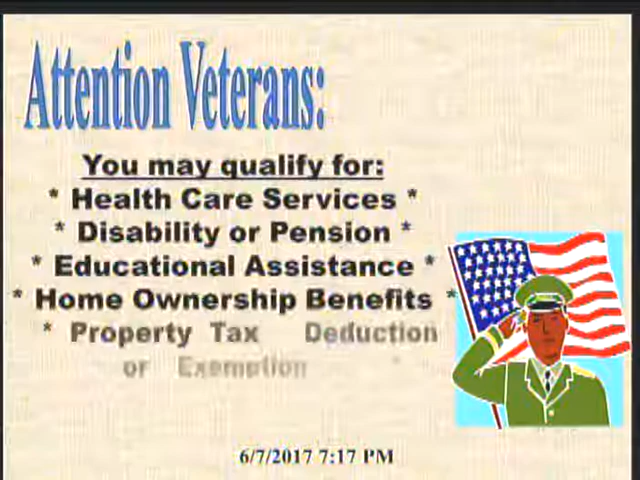 Attention Veterans:
You may qualify for:
* Health Care Services *
* Disability or Pension *
* Educational Assistance *
* Home Ownership Benefits *
* Property Tax Deduction
or Exemption *
6/7/2017 7:17 PM